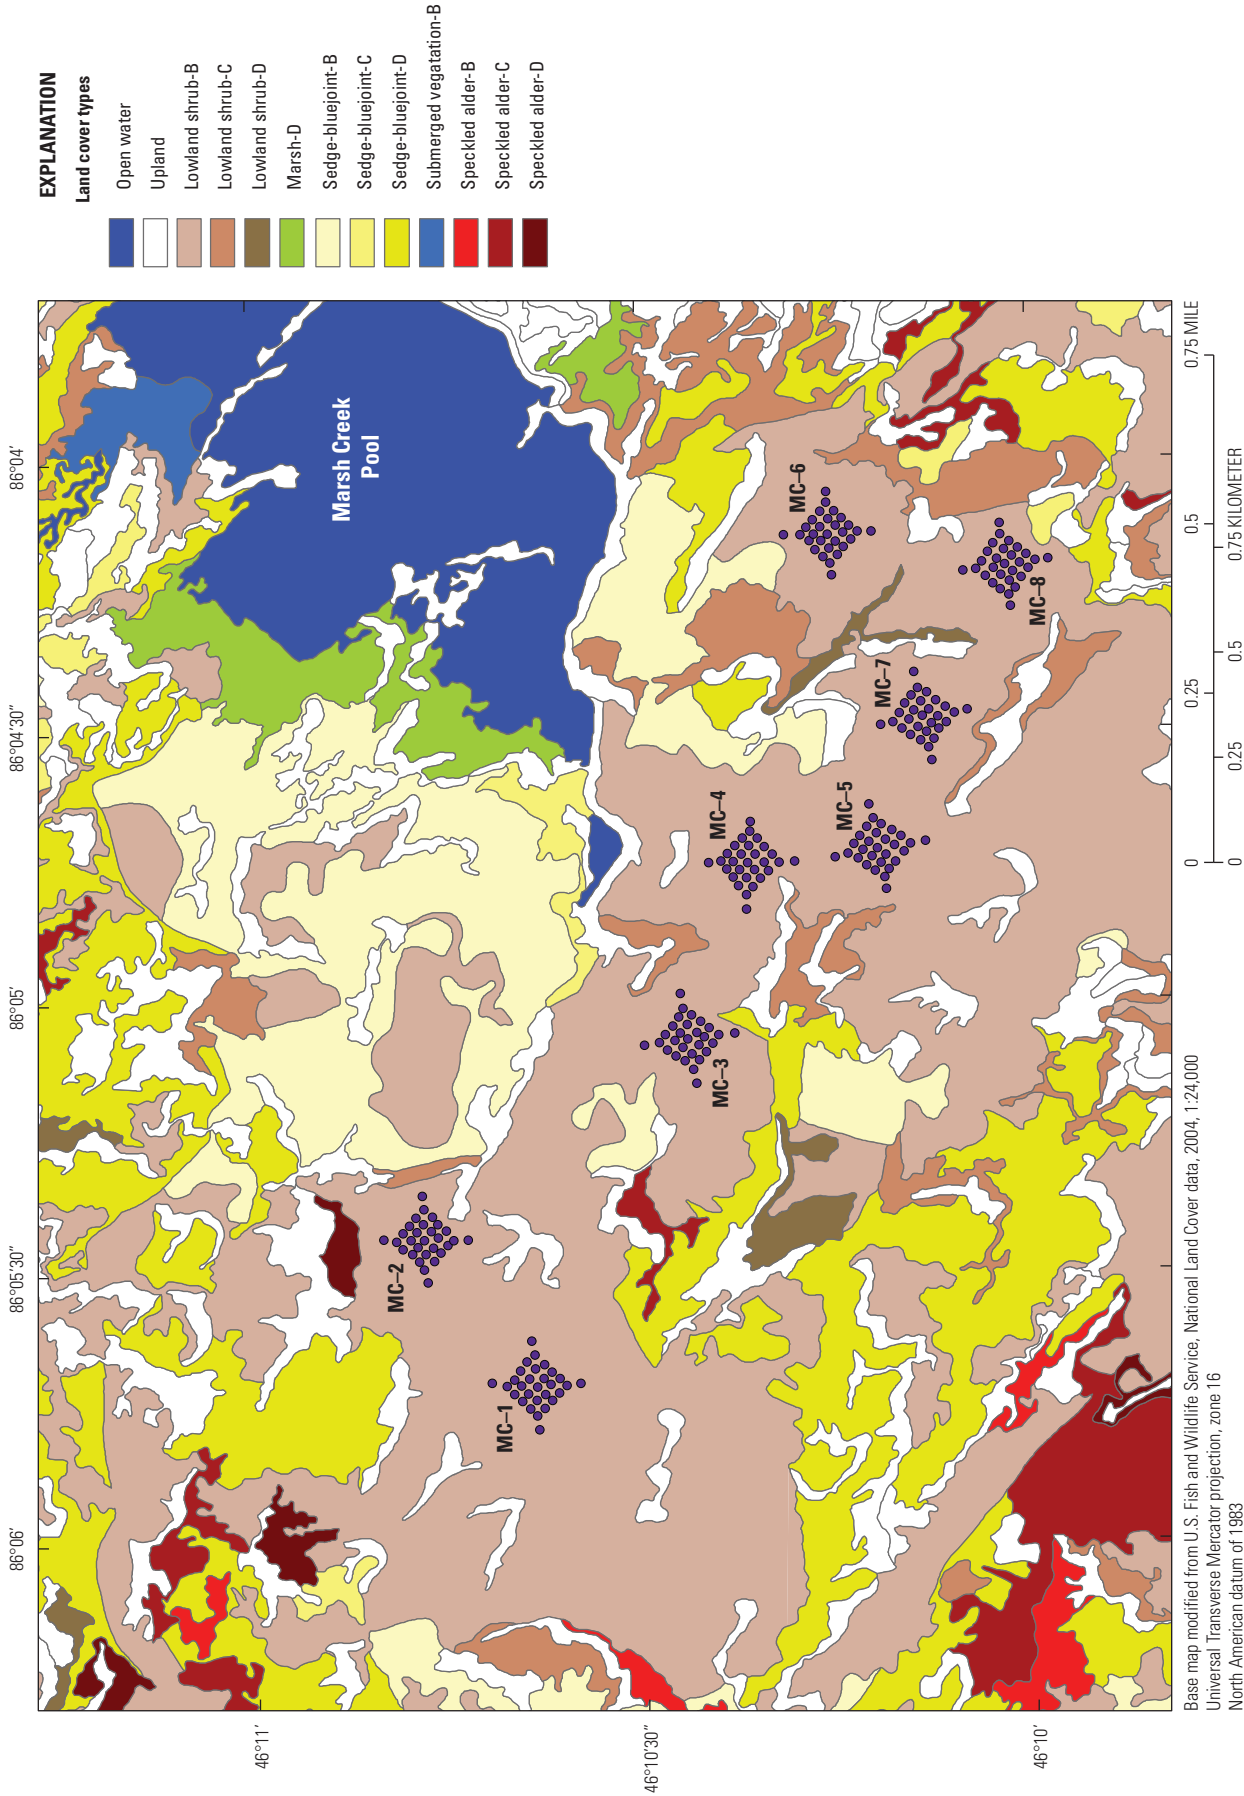 EXPLANATION
Land cover types
Open water
Upland
Lowland shrub-B
Lowland shrub-C
Lowland shrub-D
Marsh-D
Sedge-bluejoint-B
Sedge-bluejoint-C
Sedge-bluejoint-D
Submerged vegatation-B
Speckled alder-B
Speckled alder-C
Speckled alder-D
86°06′
86°05′30″
86°05′
86°04′30″
86°04′
46°11′
46°10′30″
46°10′
Marsh Creek
Pool
MC–1
MC–2
MC–3
MC–4
MC–5
MC–6
MC–7
MC–8
Base map modified from U.S. Fish and Wildlife Service, National Land Cover data, 2004, 1:24,000
Universal Transverse Mercator projection, zone 16
North American datum of 1983
0 0.25 0.5 0.75 MILE
0 0.25 0.5 0.75 KILOMETER